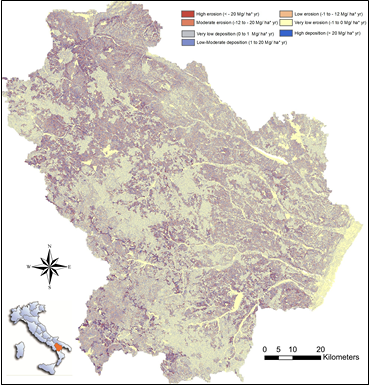 High erosion (< - 20 Mg/ ha* yr)
Moderate erosion (-12 to - 20 Mg/ ha* yr)
Very low deposition (0 to 1 Mg/ ha* yr)
Low-Moderate deposition (1 to 20 Mg/ ha* yr)
Low erosion (-1 to - 12 Mg/ ha* yr)
Very low erosion (-1 to 0 Mg/ ha* yr)
High deposition (> 20 Mg/ ha* yr)
N
W E
S
0 5 10 20
Kilometers